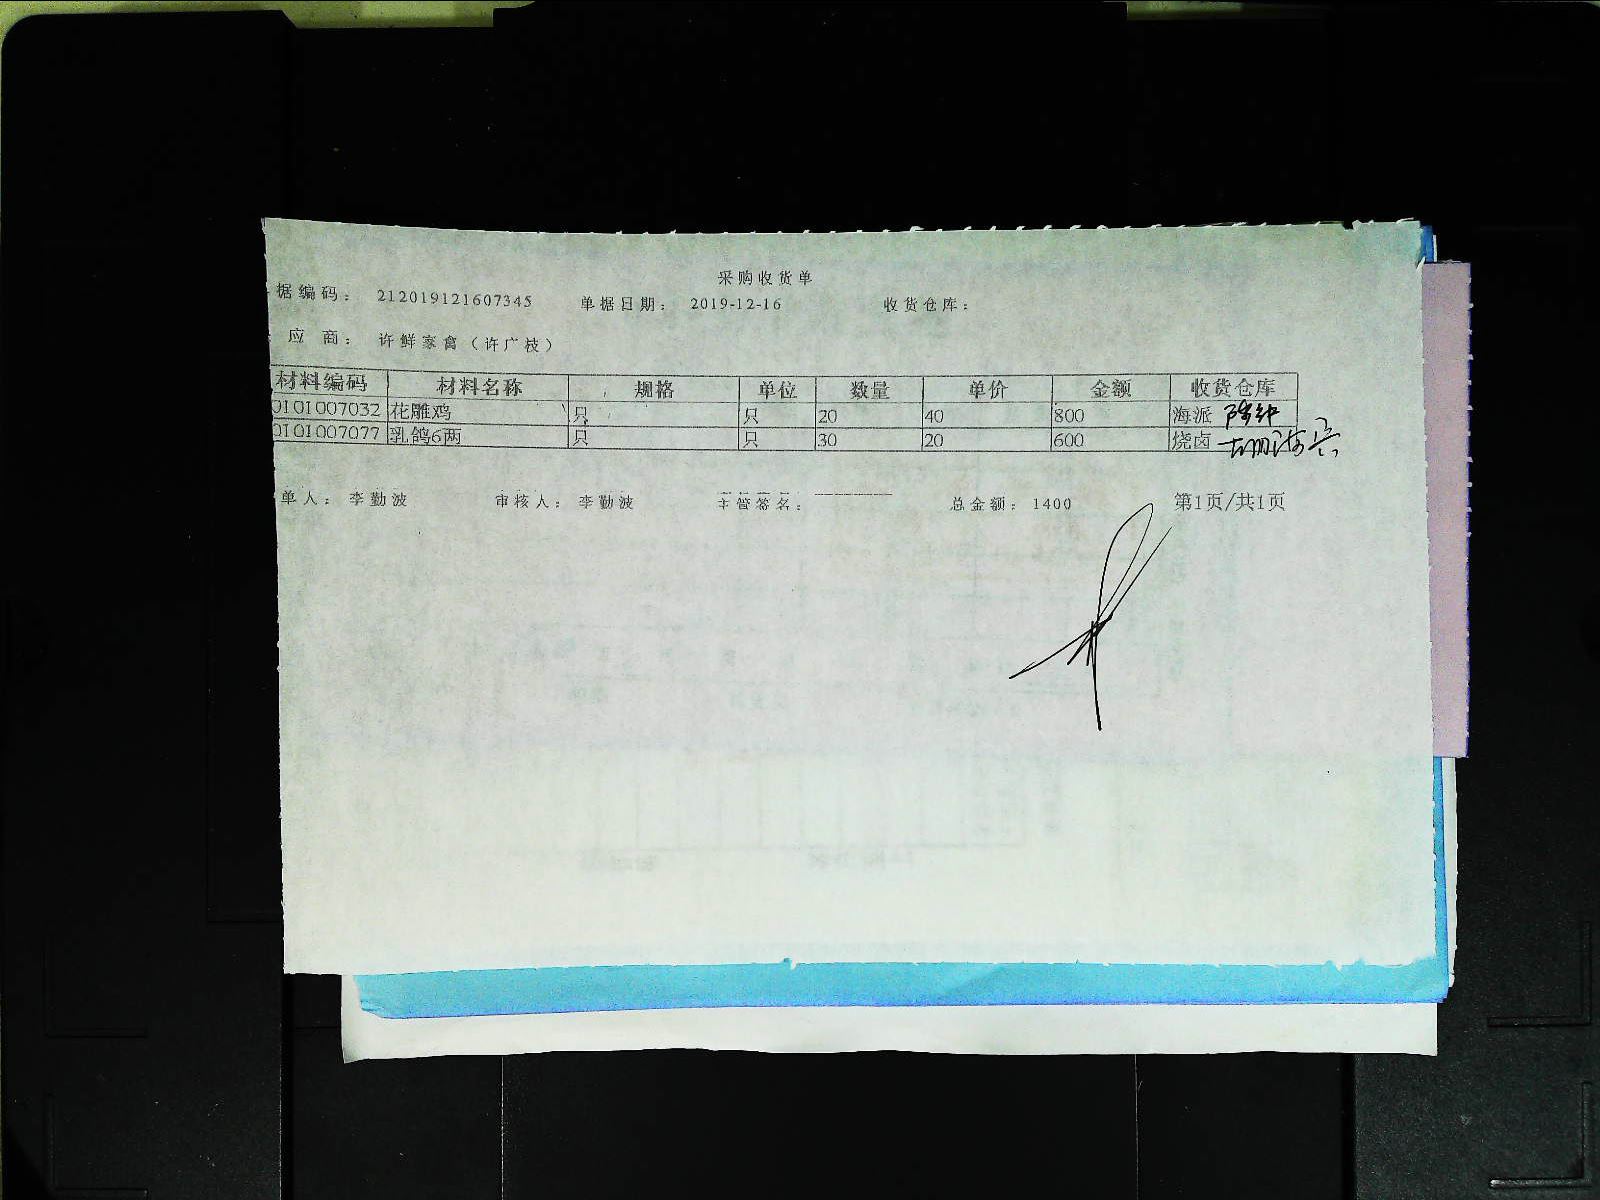 采购收货单
据编码： 212019121607345 单据日期： 2019-12-16 收货仓库：
应 商： 许鲜家禽（许广枝）
材料编码 材料名称 规格 单位 数量 单价 金额 收货仓库
0101007032 花雕鸡 只 只 20 40 800 海派
0101007077 乳鸽6两 只 只 30 20 600 烧卤
单人： 李勤波 审核人： 李勤波 主管签名： 总金额： 1400 第1页/共1页